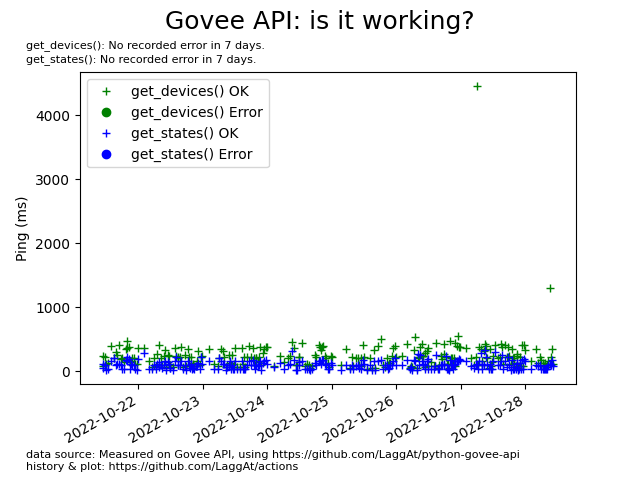 Govee API: is it working?
get_devices(): No recorded error in 7 days.
get_states(): No recorded error in 7 days.
get_devices() OK
get_devices() Error
get_states() OK
get_states() Error
Ping (ms)
4000
3000
2000
1000
0
2022-10-22
2022-10-23
2022-10-24
2022-10-25
2022-10-26
2022-10-27
2022-10-28
data source: Measured on Govee API, using https://github.com/LaggAt/python-govee-api
history & plot: https://github.com/LaggAt/actions